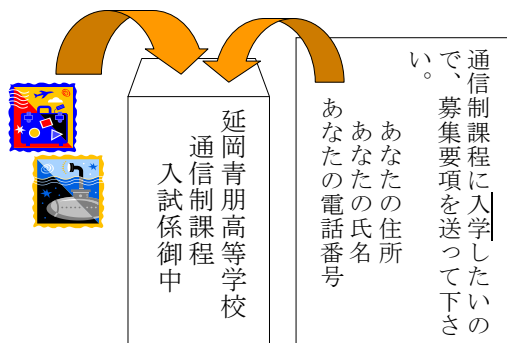 通信制課程に入学したいの
で、募集要項を送って下さ
い。
あなたの住所
あなたの氏名
あなたの電話番号
延岡青朋高等学校
通信制課程
入試係御中